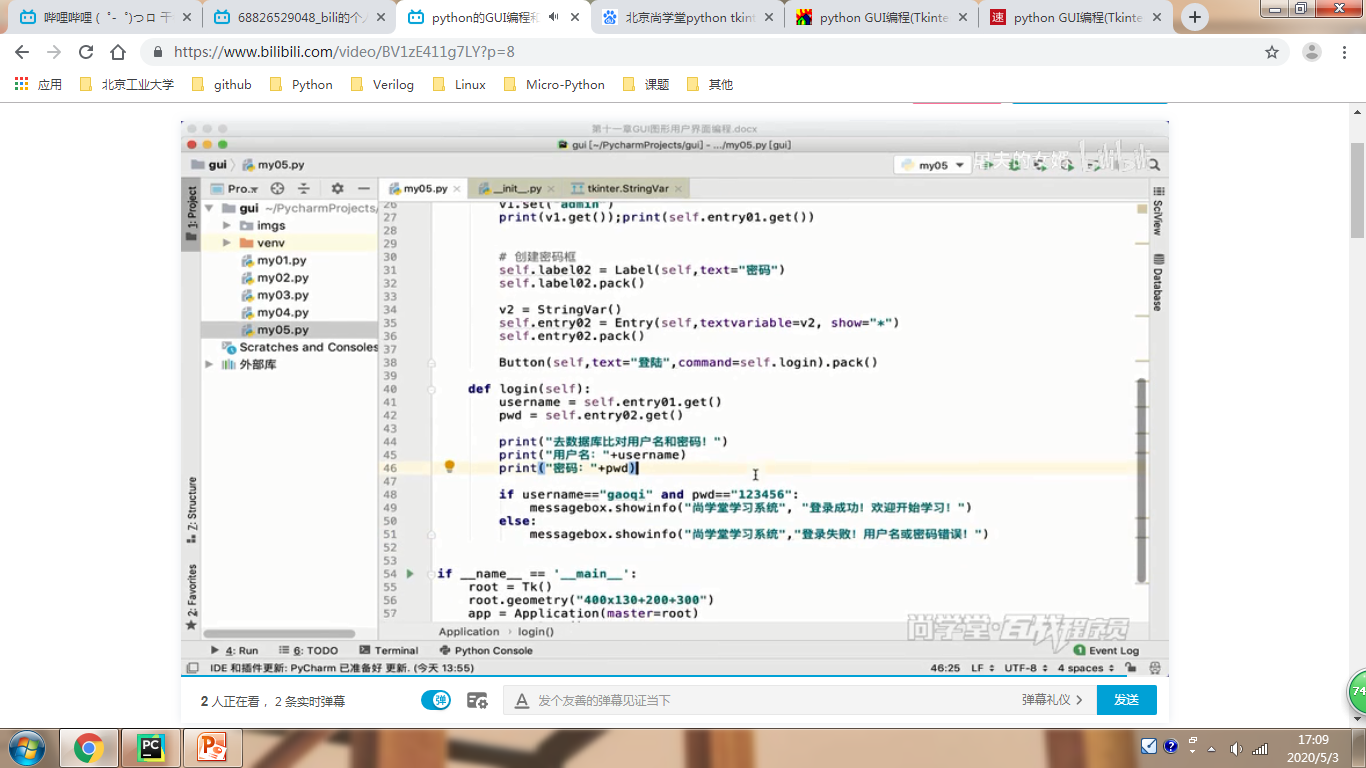 哔哩哔哩 ( ゜- ゜)つロ 干
68826529048_bili的个人
python的GUI编程和
北京尚学堂python tkint
python GUI编程(Tkinte
python GUI编程(Tkinte
https://www.bilibili.com/video/BV1zE411g7LY?p=8
应用 北京工业大学 github Python Verilog Linux Micro-Python 课题 其他
第十一章GUI图形用户界面编程.docx
gui [~/PycharmProjects/gui] - .../my05.py [gui]
gui my05.py my05
1: Project Pro.. my05.py __init__.py tkinter.StringVar
gui ~/PycharmProjects/
imgs
venv
my01.py
my02.py
my03.py
my04.py
my05.py
Scratches and Consoles
外部库
Z: Structure
2: Favorites
SciView
Database
26 v1.set("admin")
27 print(v1.get());print(self.entry01.get())
28
29
30 # 创建密码框
31 self.label02 = Label(self,text="密码")
32 self.label02.pack()
33
34 v2 = StringVar()
35 self.entry02 = Entry(self,textvariable=v2, show="*")
36 self.entry02.pack()
37
38 Button(self,text="登陆",command=self.login).pack()
39
40 def login(self):
41 username = self.entry01.get()
42 pwd = self.entry02.get()
43
44 print("去数据库比对用户名和密码！")
45 print("用户名："+username)
46 print("密码："+pwd)
47
48 if username=="gaoqi" and pwd=="123456":
49 messagebox.showinfo("尚学堂学习系统", "登录成功！欢迎开始学习！")
50 else:
51 messagebox.showinfo("尚学堂学习系统","登录失败！用户名或密码错误！")
52
53
54 if __name__ == '__main__':
55 root = Tk()
56 root.geometry("400x130+200+300")
57 app = Application(master=root)
Application › login()
尚学堂·百战程序员
4: Run 6: TODO Terminal Python Console 1 Event Log
IDE 和插件更新: PyCharm 已准备好 更新. (今天 13:55) 46:25 LF UTF-8 4 spaces
2 人正在看， 2 条实时弹幕 弹 发个友善的弹幕见证当下 弹幕礼仪 发送
74
PC
17:09
2020/5/3